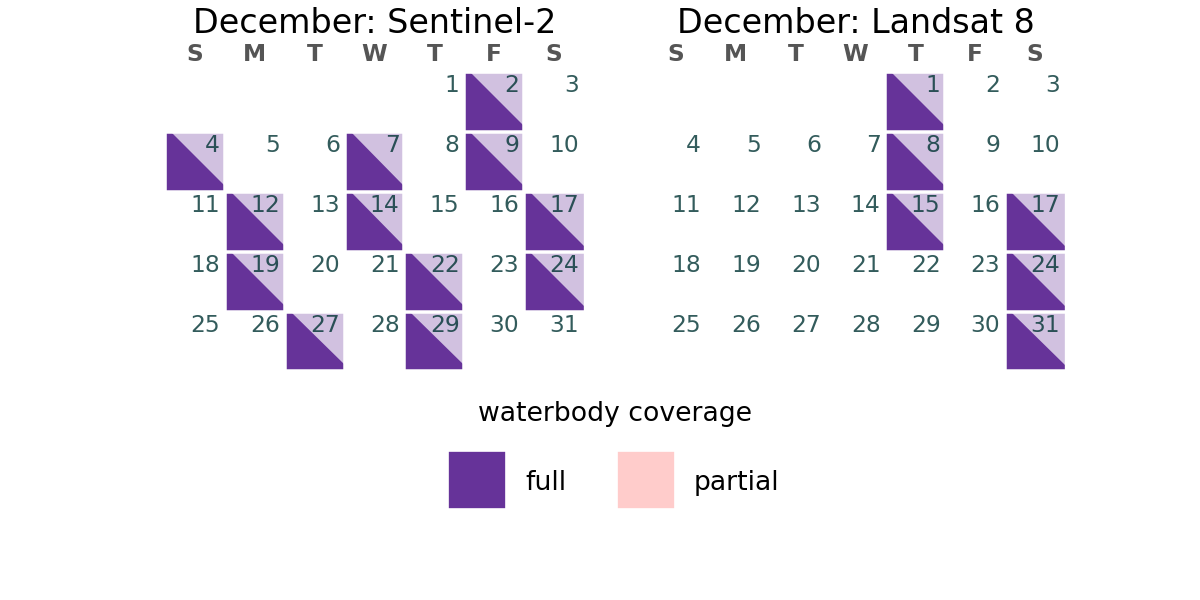 December: Sentinel-2
S M T W T F S
1 2 3
4 5 6 7 8 9 10
11 12 13 14 15 16 17
18 19 20 21 22 23 24
25 26 27 28 29 30 31
December: Landsat 8
S M T W T F S
1 2 3
4 5 6 7 8 9 10
11 12 13 14 15 16 17
18 19 20 21 22 23 24
25 26 27 28 29 30 31
waterbody coverage
full partial